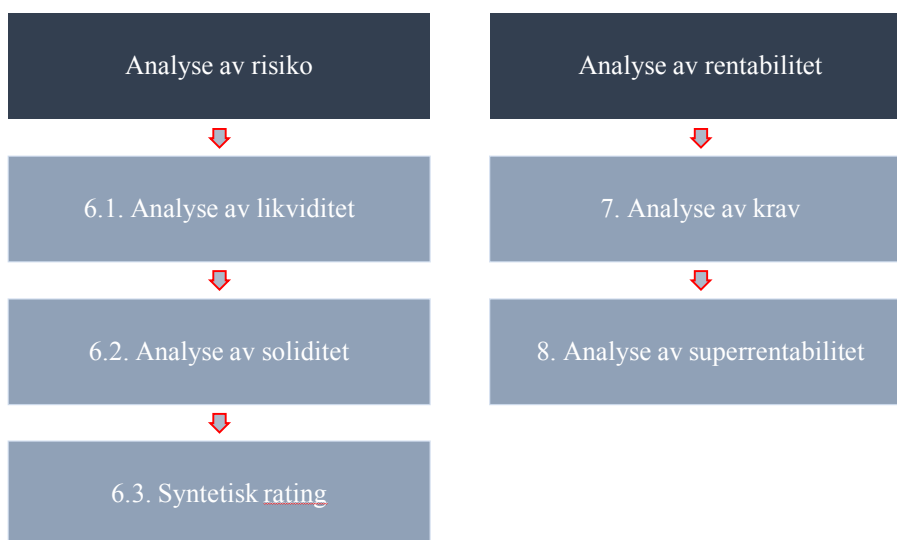 Analyse av risiko
6.1. Analyse av likviditet
6.2. Analyse av soliditet
6.3. Syntetisk rating
Analyse av rentabilitet
7. Analyse av krav
8. Analyse av superrentabilitet